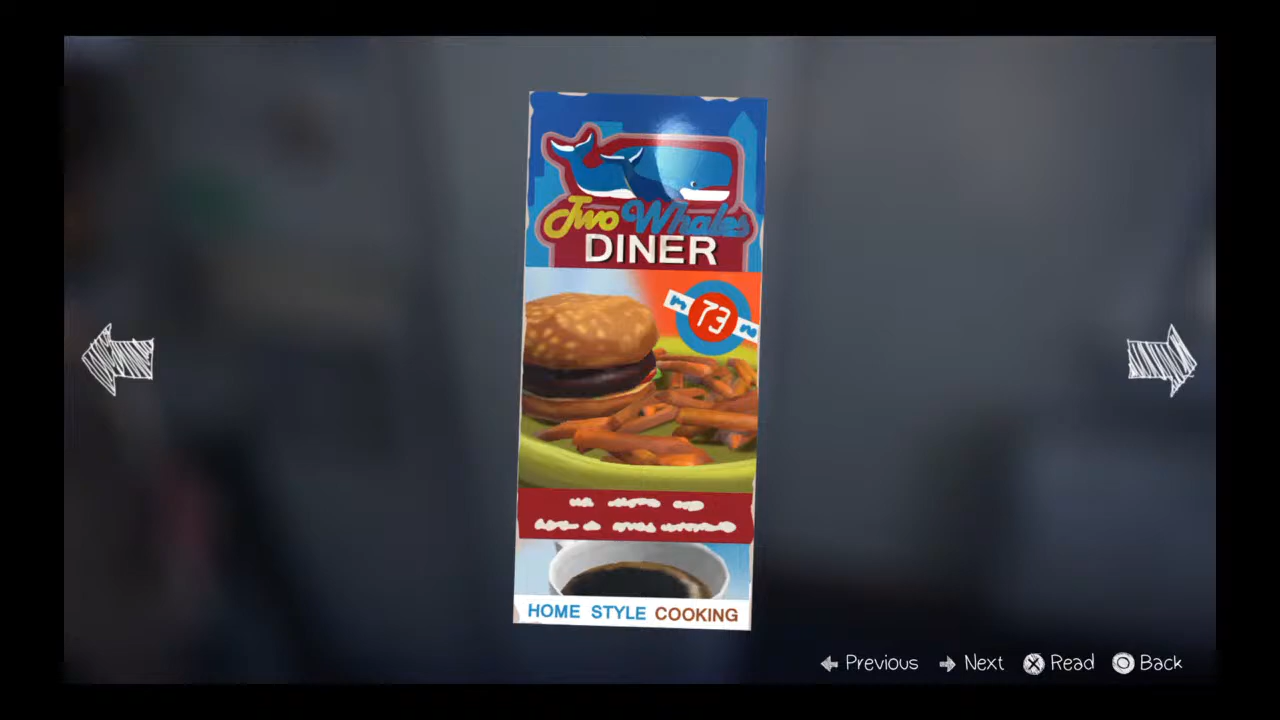 Two Whales
DINER
73
HOME STYLE COOKING
Previous
Next
Read
Back